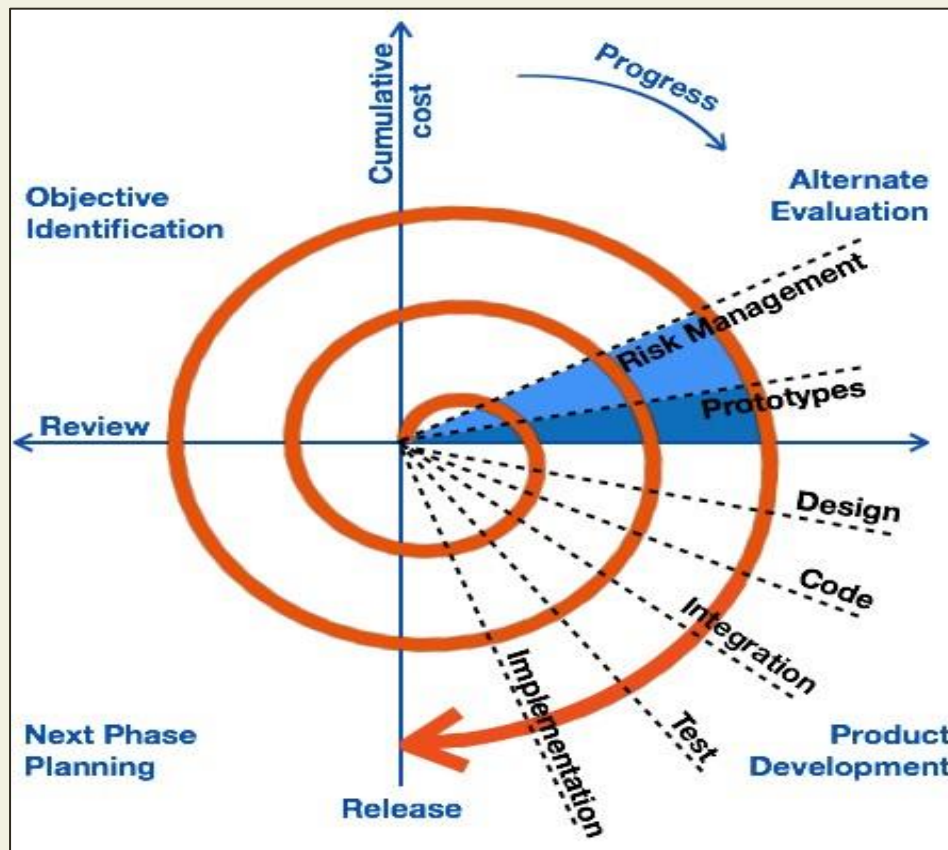 Cumulative
cost
Progress
Objective
Identification
Alternate
Evaluation
Risk Management
Prototypes
Review
Design
Code
Integration
Test
Implementation
Next Phase
Planning
Product
Development
Release